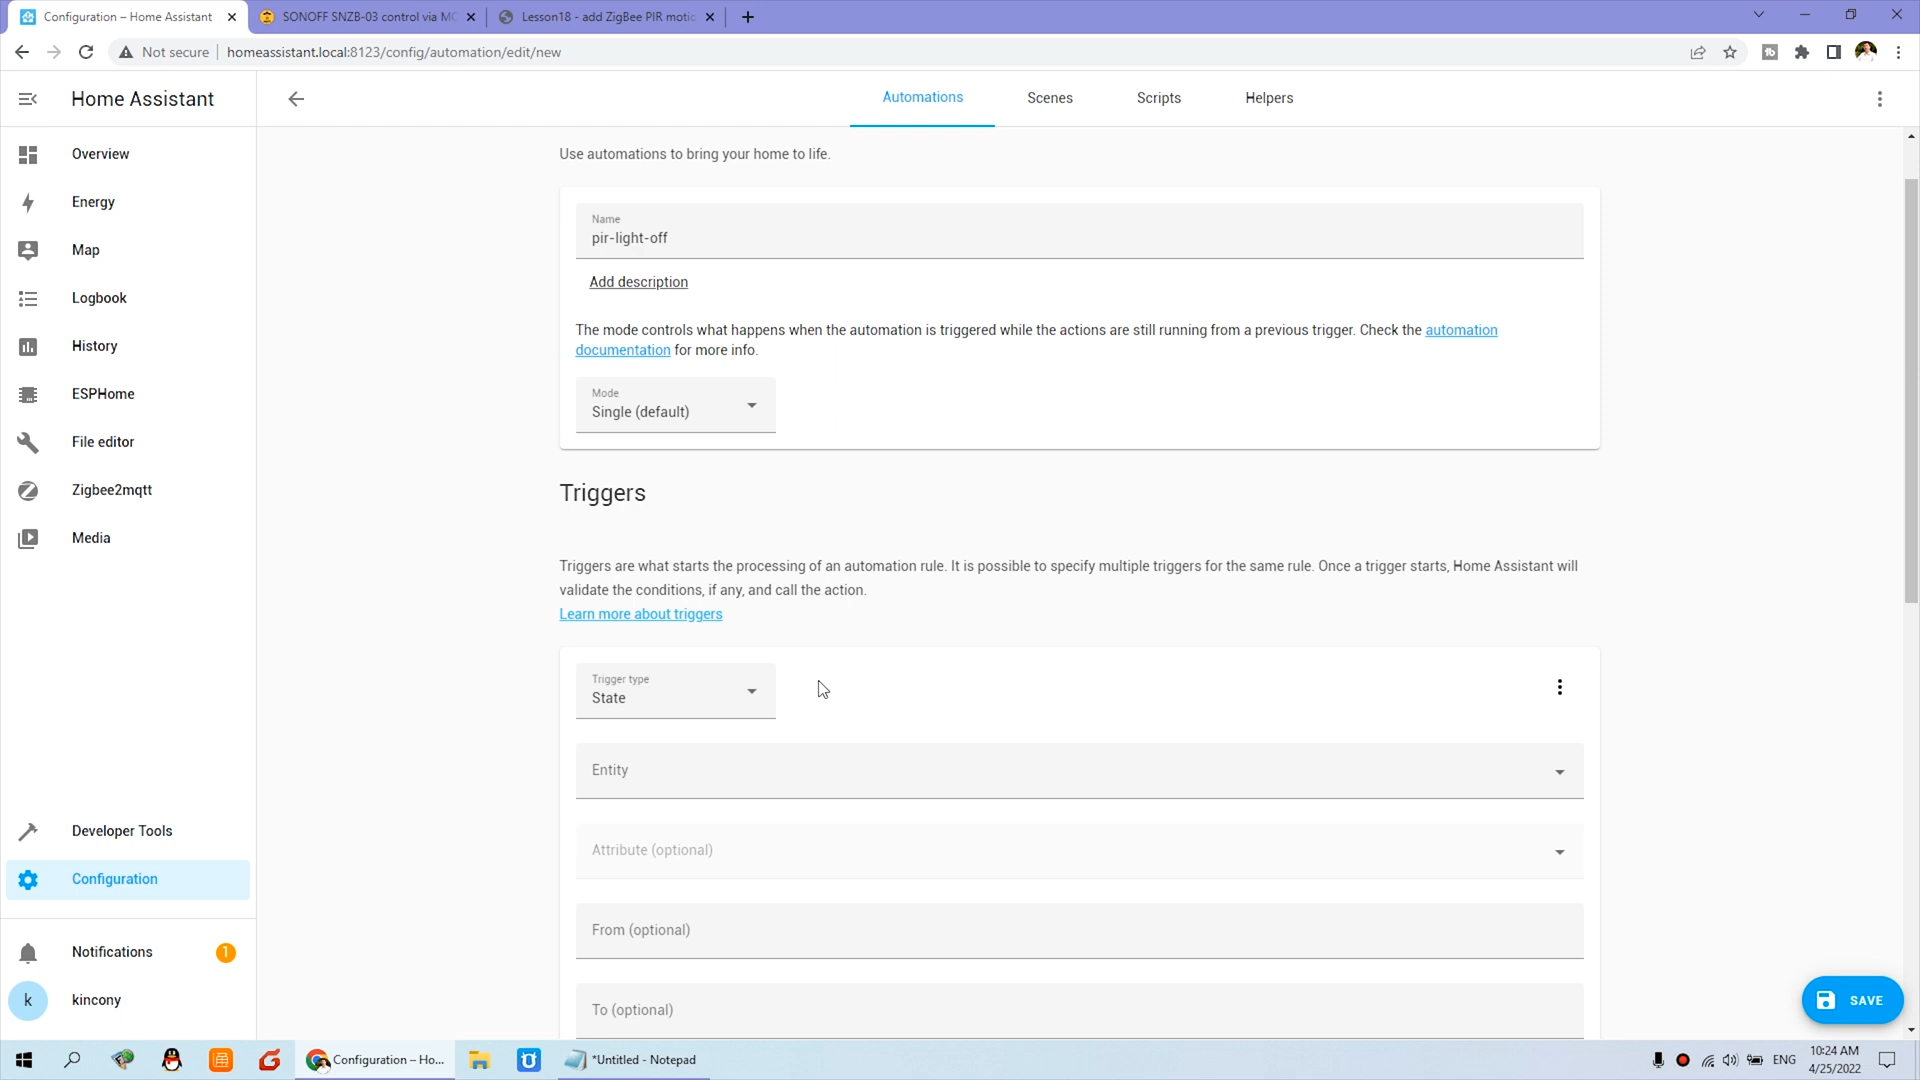 Configuration – Home Assistant
SONOFF SNZB-03 control via MQ
Lesson18 - add ZigBee PIR motio
Not secure
homeassistant.local:8123/config/automation/edit/new
Home Assistant
Automations
Scenes
Scripts
Helpers
Overview
Energy
Map
Logbook
History
ESPHome
File editor
Zigbee2mqtt
Media
Developer Tools
Configuration
Notifications
1
k
kincony
Use automations to bring your home to life.
Name
pir-light-off
Add description
The mode controls what happens when the automation is triggered while the actions are still running from a previous trigger. Check the automation
documentation for more info.
Mode
Single (default)
Triggers
Triggers are what starts the processing of an automation rule. It is possible to specify multiple triggers for the same rule. Once a trigger starts, Home Assistant will
validate the conditions, if any, and call the action.
Learn more about triggers
Trigger type
State
Entity
Attribute (optional)
From (optional)
To (optional)
SAVE
Configuration – Ho...
*Untitled - Notepad
ENG
10:24 AM
4/25/2022